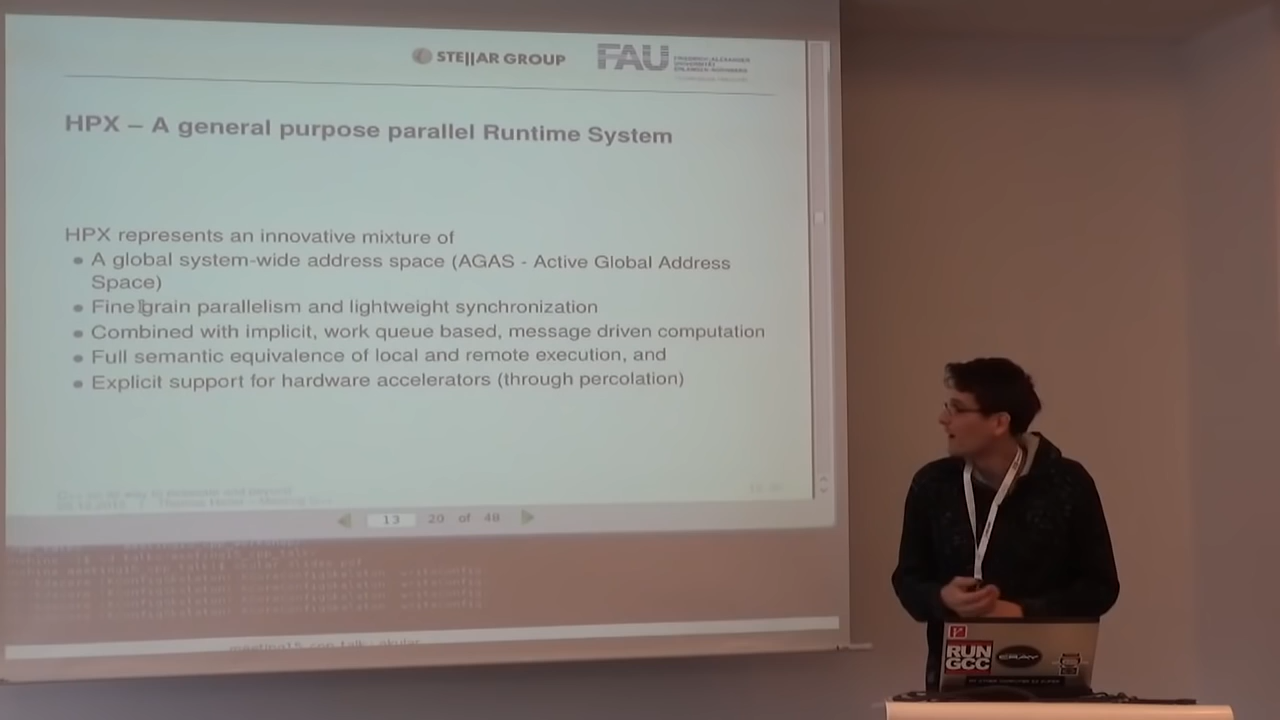 STE||AR GROUP
FAU
FRIEDRICH-ALEXANDER
UNIVERSITÄT
ERLANGEN-NÜRNBERG
HPX – A general purpose parallel Runtime System
HPX represents an innovative mixture of
A global system-wide address space (AGAS - Active Global Address
Space)
Fine grain parallelism and lightweight synchronization
Combined with implicit, work queue based, message driven computation
Full semantic equivalence of local and remote execution, and
Explicit support for hardware accelerators (through percolation)
13 20 of 48
RUN
GCC
CRAY